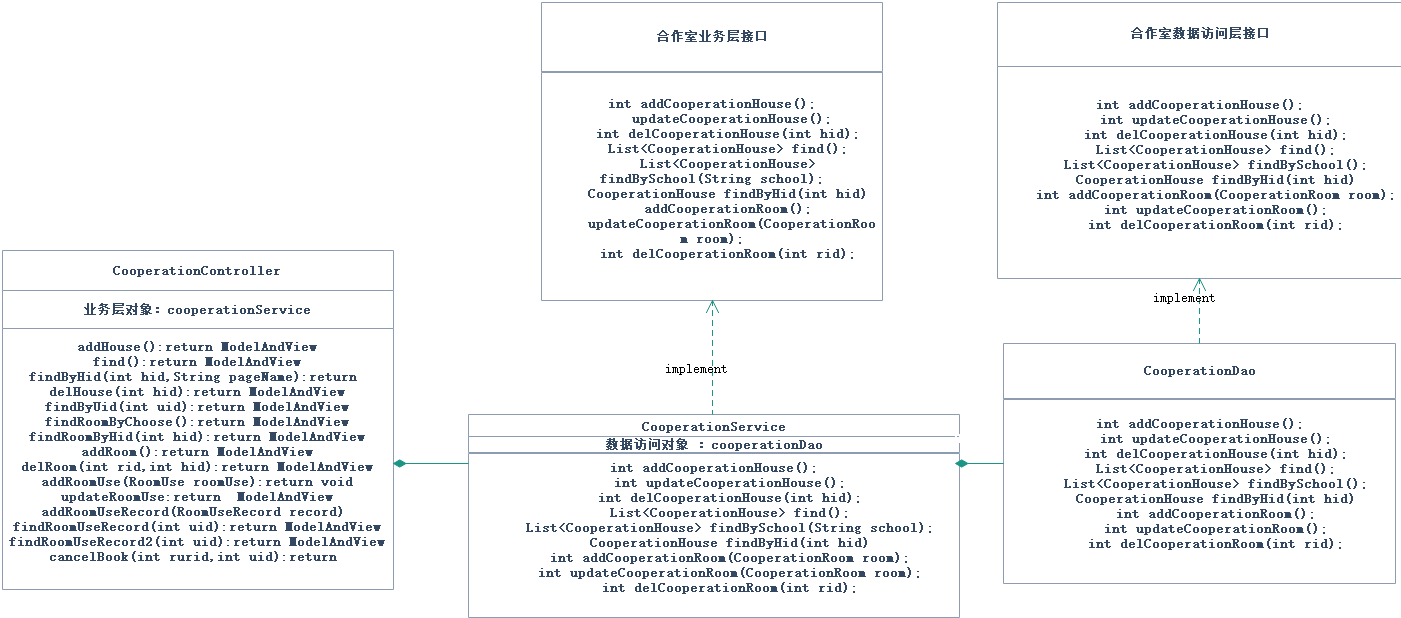 合作室业务层接口
int addCooperationHouse();
updateCooperationHouse();
int delCooperationHouse(int hid);
List<CooperationHouse> find();
List<CooperationHouse>
findBySchool(String school);
CooperationHouse findByHid(int hid)
addCooperationRoom();
updateCooperationRoom(CooperationRoo
m room);
int delCooperationRoom(int rid);
合作室数据访问层接口
int addCooperationHouse();
int updateCooperationHouse();
int delCooperationHouse(int hid);
List<CooperationHouse> find();
List<CooperationHouse> findBySchool();
CooperationHouse findByHid(int hid)
int addCooperationRoom(CooperationRoom room);
int updateCooperationRoom();
int delCooperationRoom(int rid);
CooperationController
业务层对象：cooperationService
addHouse():return ModelAndView
find():return ModelAndView
findByHid(int hid,String pageName):return
delHouse(int hid):return ModelAndView
findByUid(int uid):return ModelAndView
findRoomByChoose():return ModelAndView
findRoomByHid(int hid):return ModelAndView
addRoom():return ModelAndView
delRoom(int rid,int hid):return ModelAndView
addRoomUse(RoomUse roomUse):return void
updateRoomUse:return  ModelAndView
addRoomUseRecord(RoomUseRecord record)
findRoomUseRecord(int uid):return ModelAndView
findRoomUseRecord2(int uid):return ModelAndView
cancelBook(int rurid,int uid):return
implement
CooperationService
数据访问对象 ：cooperationDao
int addCooperationHouse();
int updateCooperationHouse();
int delCooperationHouse(int hid);
List<CooperationHouse> find();
List<CooperationHouse> findBySchool(String school);
CooperationHouse findByHid(int hid)
int addCooperationRoom(CooperationRoom room);
int updateCooperationRoom(CooperationRoom room);
int delCooperationRoom(int rid);
implement
CooperationDao
int addCooperationHouse();
int updateCooperationHouse();
int delCooperationHouse(int hid);
List<CooperationHouse> find();
List<CooperationHouse> findBySchool();
CooperationHouse findByHid(int hid)
int addCooperationRoom();
int updateCooperationRoom();
int delCooperationRoom(int rid);